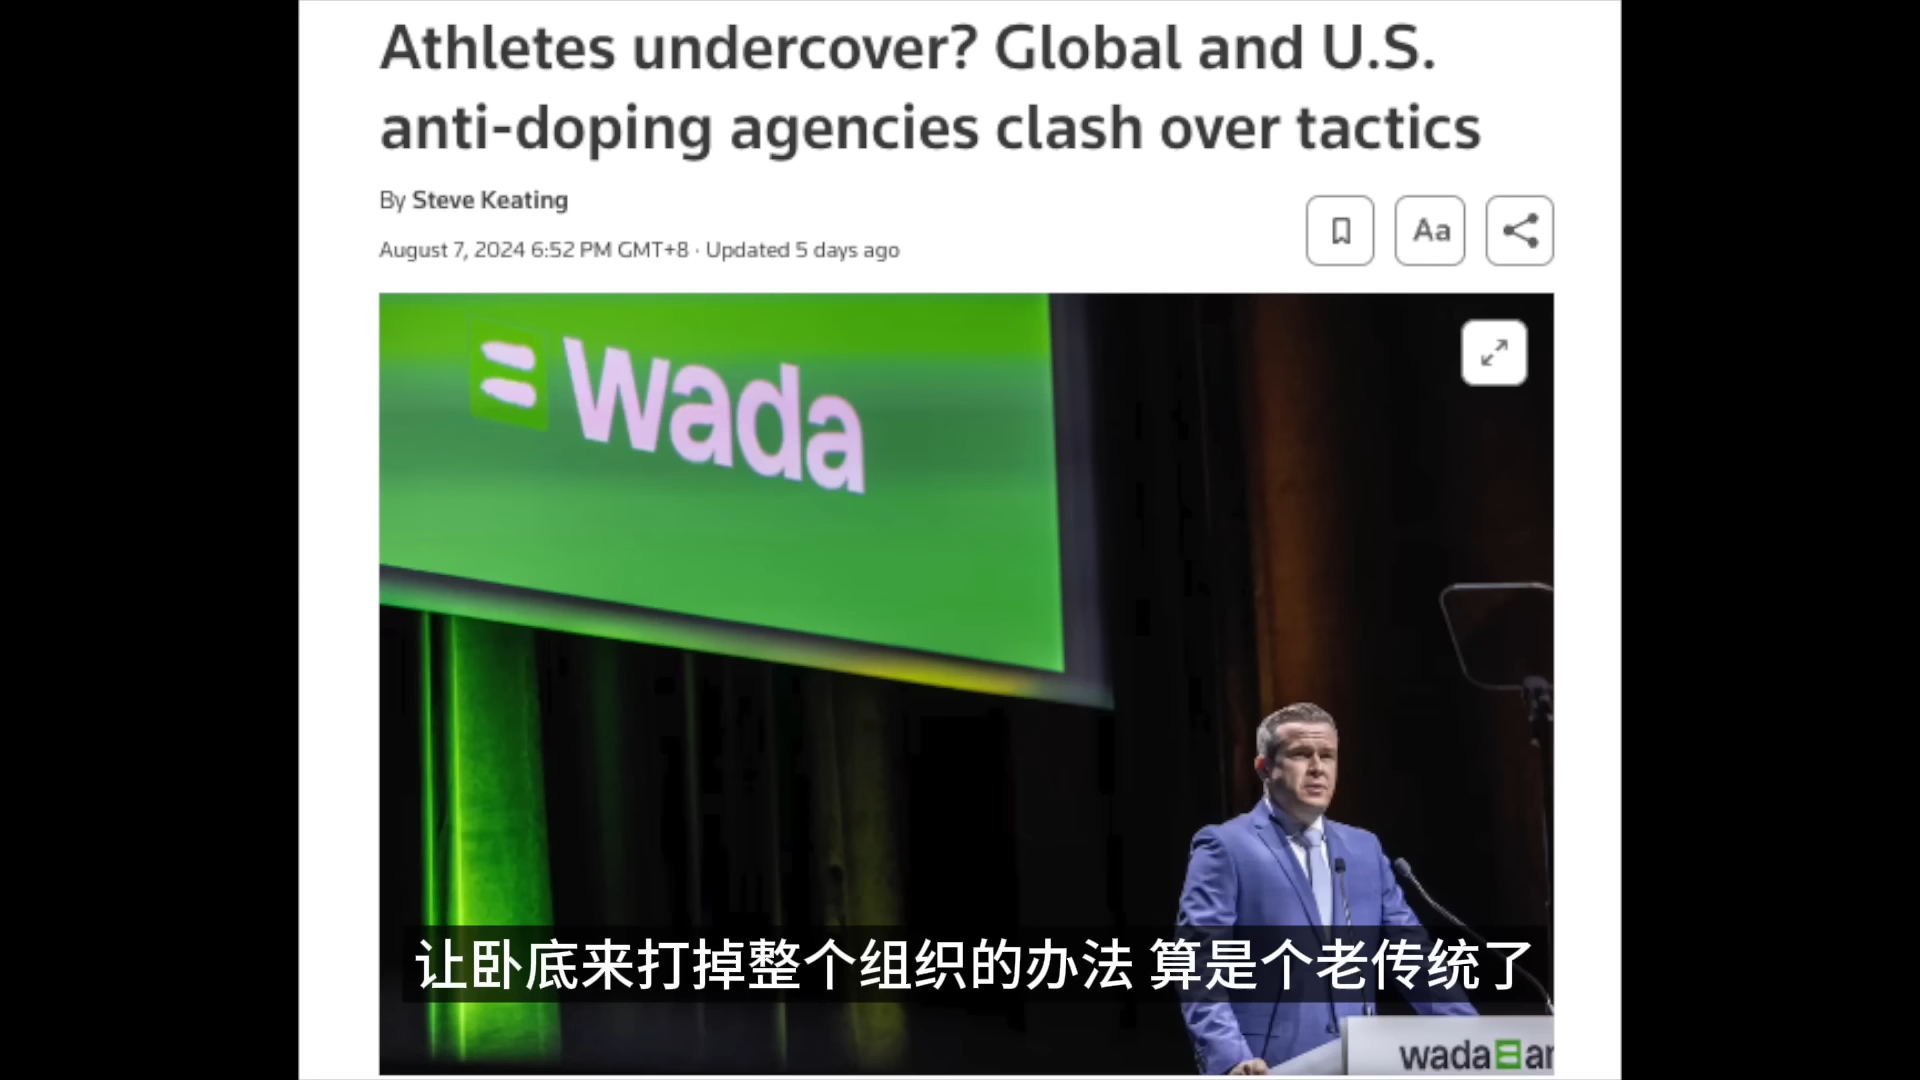 Athletes undercover? Global and U.S.
anti-doping agencies clash over tactics
By Steve Keating
August 7, 2024 6:52 PM GMT+8 · Updated 5 days ago
Aa
wada
让卧底来打掉整个组织的办法 算是个老传统了
wada ar